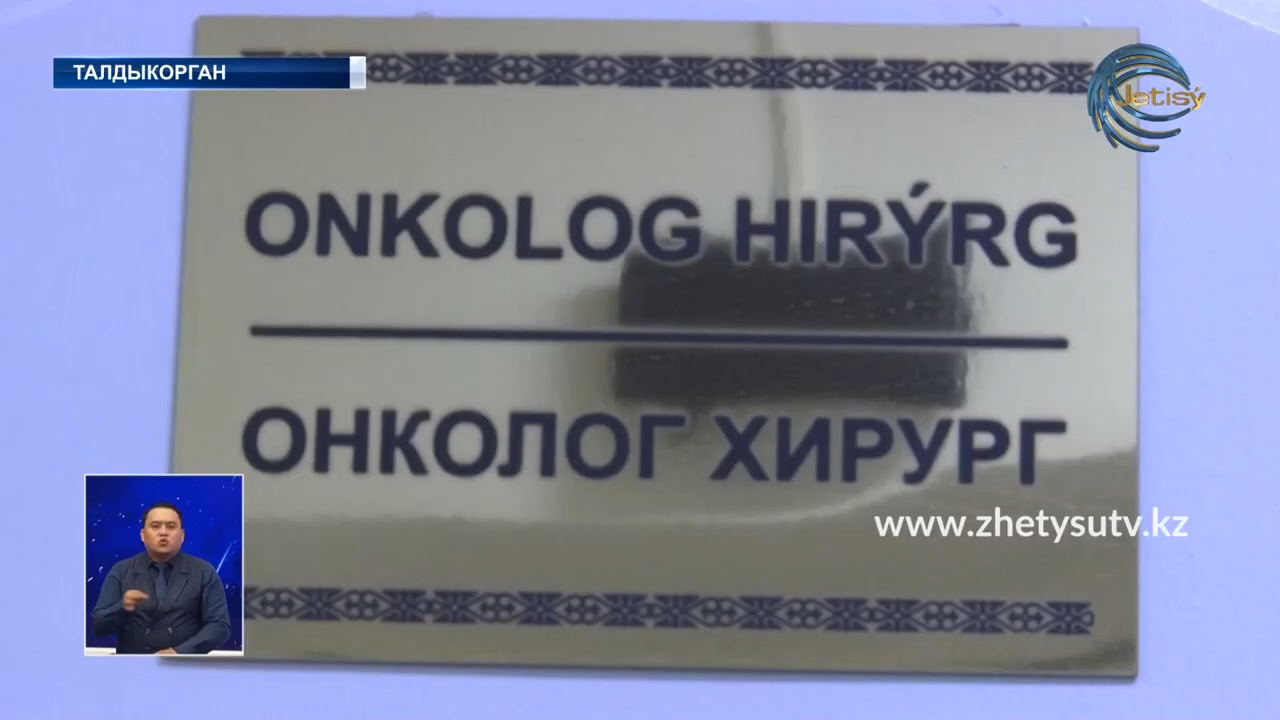 ТАЛДЫКОРГАН
Jetisý
ONKOLOG HIRÝRG
ОНКОЛОГ ХИРУРГ
www.zhetysutv.kz